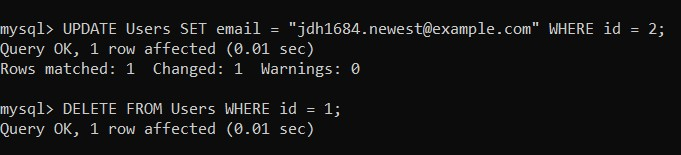 mysql> UPDATE Users SET email = "jdh1684.newest@example.com" WHERE id = 2;
Query OK, 1 row affected (0.01 sec)
Rows matched: 1  Changed: 1  Warnings: 0
mysql> DELETE FROM Users WHERE id = 1;
Query OK, 1 row affected (0.01 sec)